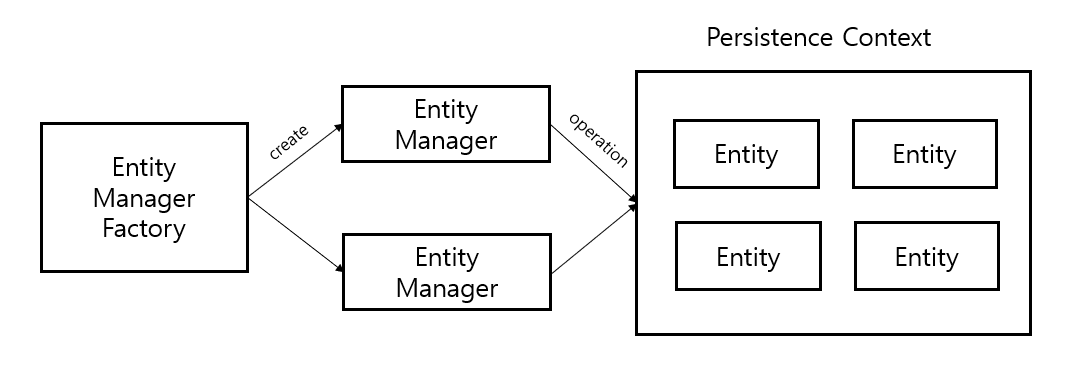 Persistence Context
Entity
Manager
Factory
create
Entity
Manager
Entity
Manager
operation
Entity
Entity
Entity
Entity